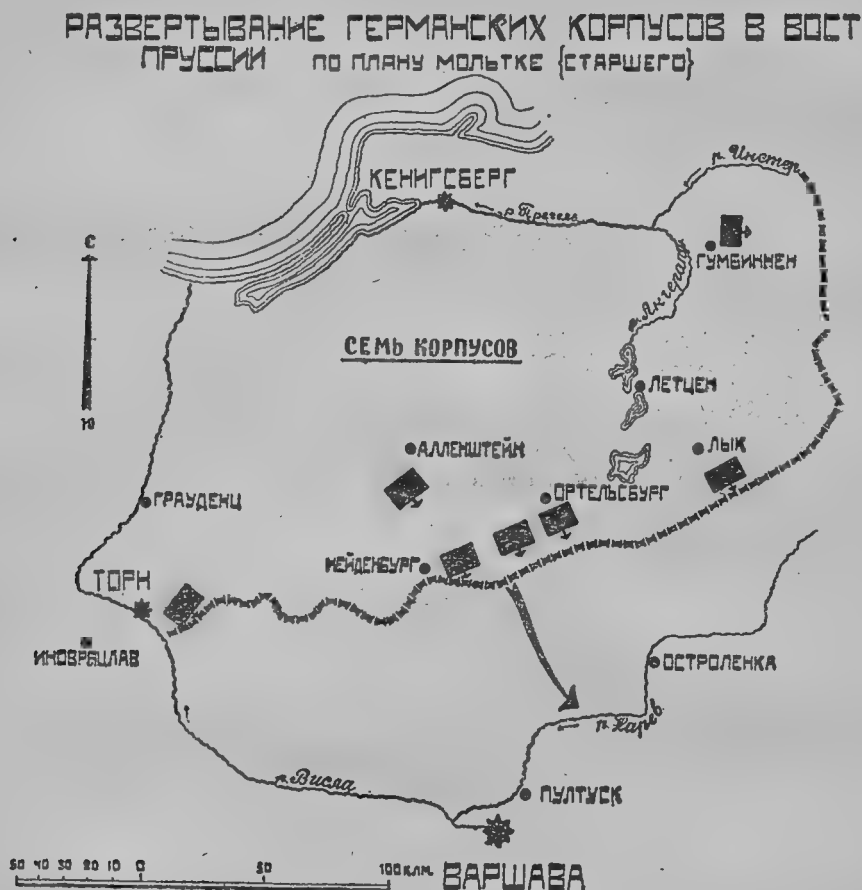 РАЗВЕРТЫВАНИЕ ГЕРМАНСКИХ КОРПУСОВ В ВОСТ
ПРУССИИ ПО ПЛАНУ МОЛЬТКЕ {СТАРШЕГО}
р. Инстер
КЕНИГСБЕРГ
р. Прегель
С
ГУМБИННЕН
р. Ангерап
СЕМЬ КОРПУСОВ
ЛЕТЦЕН
Ю
АЛЛЕНШТЕЙН
ЛЫК
ГРАУДЕНЦ
ОРТЕЛЬСБУРГ
НЕЙДЕНБУРГ
ТОРН
ИНОВРАЦЛАВ
ОСТРОЛЕНКА
р. Нарев
р. Висла
ПУЛТУСК
50 40 30 20 10 0 50 100 КЛМ.
ВАРШАВА